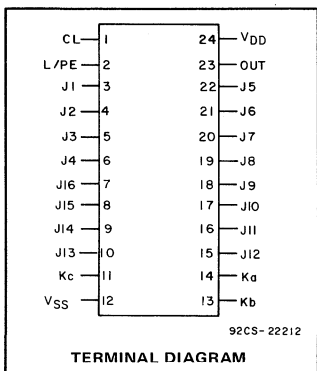 CL 1 24 VDD
L/PE 2 23 OUT
J1 3 22 J5
J2 4 21 J6
J3 5 20 J7
J4 6 19 J8
J16 7 18 J9
J15 8 17 J10
J14 9 16 J11
J13 10 15 J12
Kc 11 14 Ka
VSS 12 13 Kb
92CS-22212
TERMINAL DIAGRAM